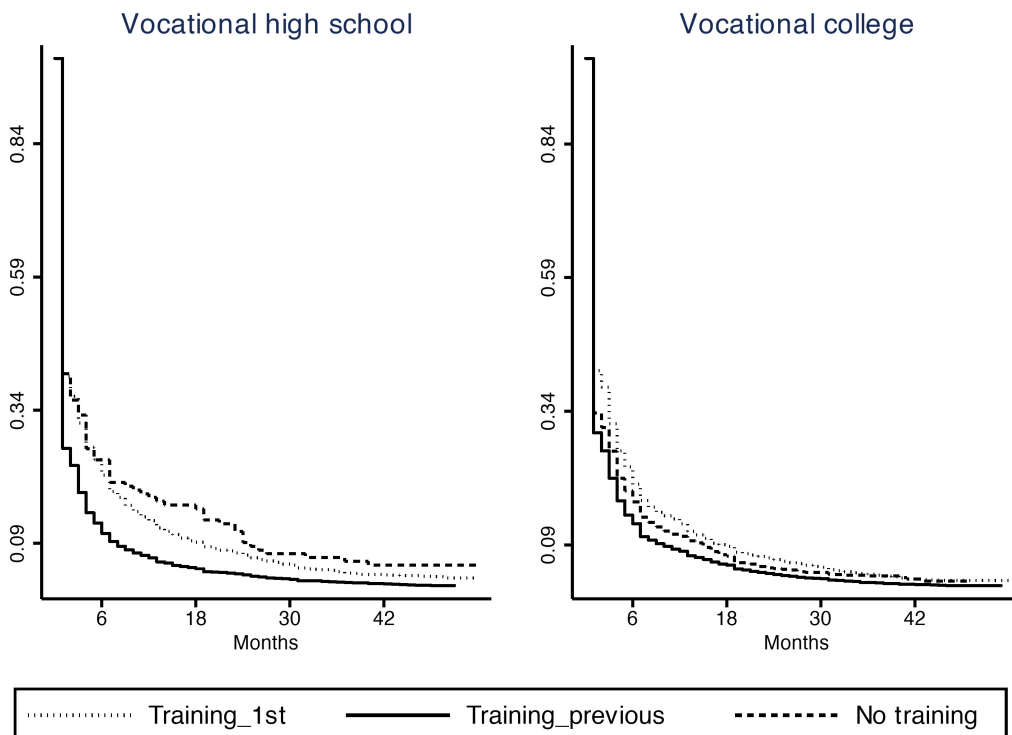 Vocational high school
0.84
0.59
0.34
0.09
6 18 30 42
Months
Vocational college
0.84
0.59
0.34
0.09
6 18 30 42
Months
Training_1st Training_previous No training